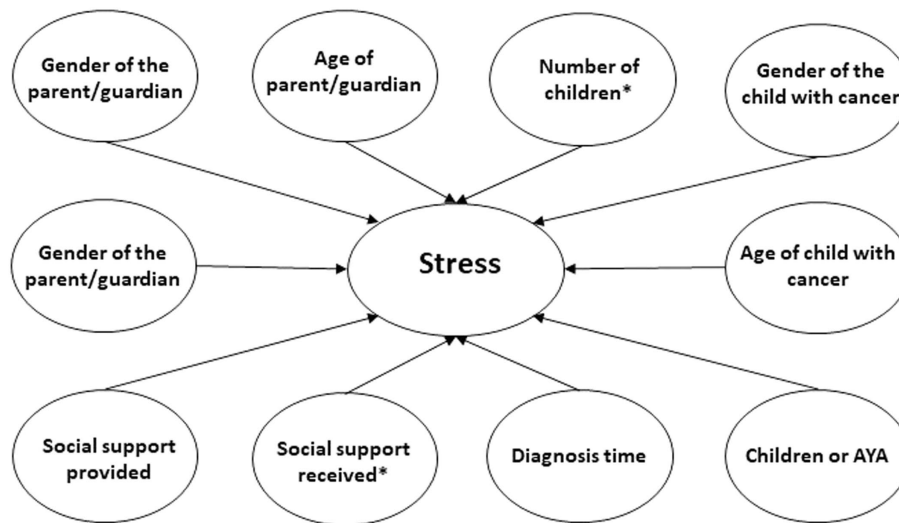 Gender of the
parent/guardian
Age of
parent/guardian
Number of
children*
Gender of the
child with cancer
Gender of the
parent/guardian
Stress
Age of child with
cancer
Social support
provided
Social support
received*
Diagnosis time
Children or AYA